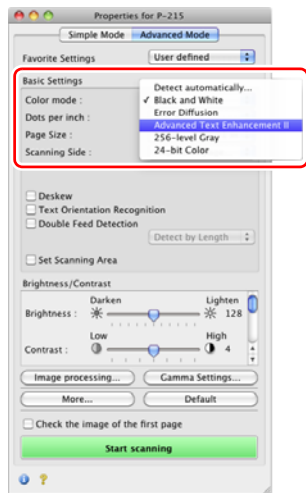 Properties for P-215
Simple Mode Advanced Mode
Favorite Settings User defined
Basic Settings
Detect automatically...
Color mode : ✓ Black and White
Error Diffusion
Dots per inch : Advanced Text Enhancement II
Page Size : 256-level Gray
Scanning Side : 24-bit Color
Deskew
Text Orientation Recognition
Double Feed Detection
Detect by Length
Set Scanning Area
Brightness/Contrast
Darken Lighten
Brightness : 128
Low High
Contrast : 4
Image processing... Gamma Settings...
More... Default
Check the image of the first page
Start scanning
?